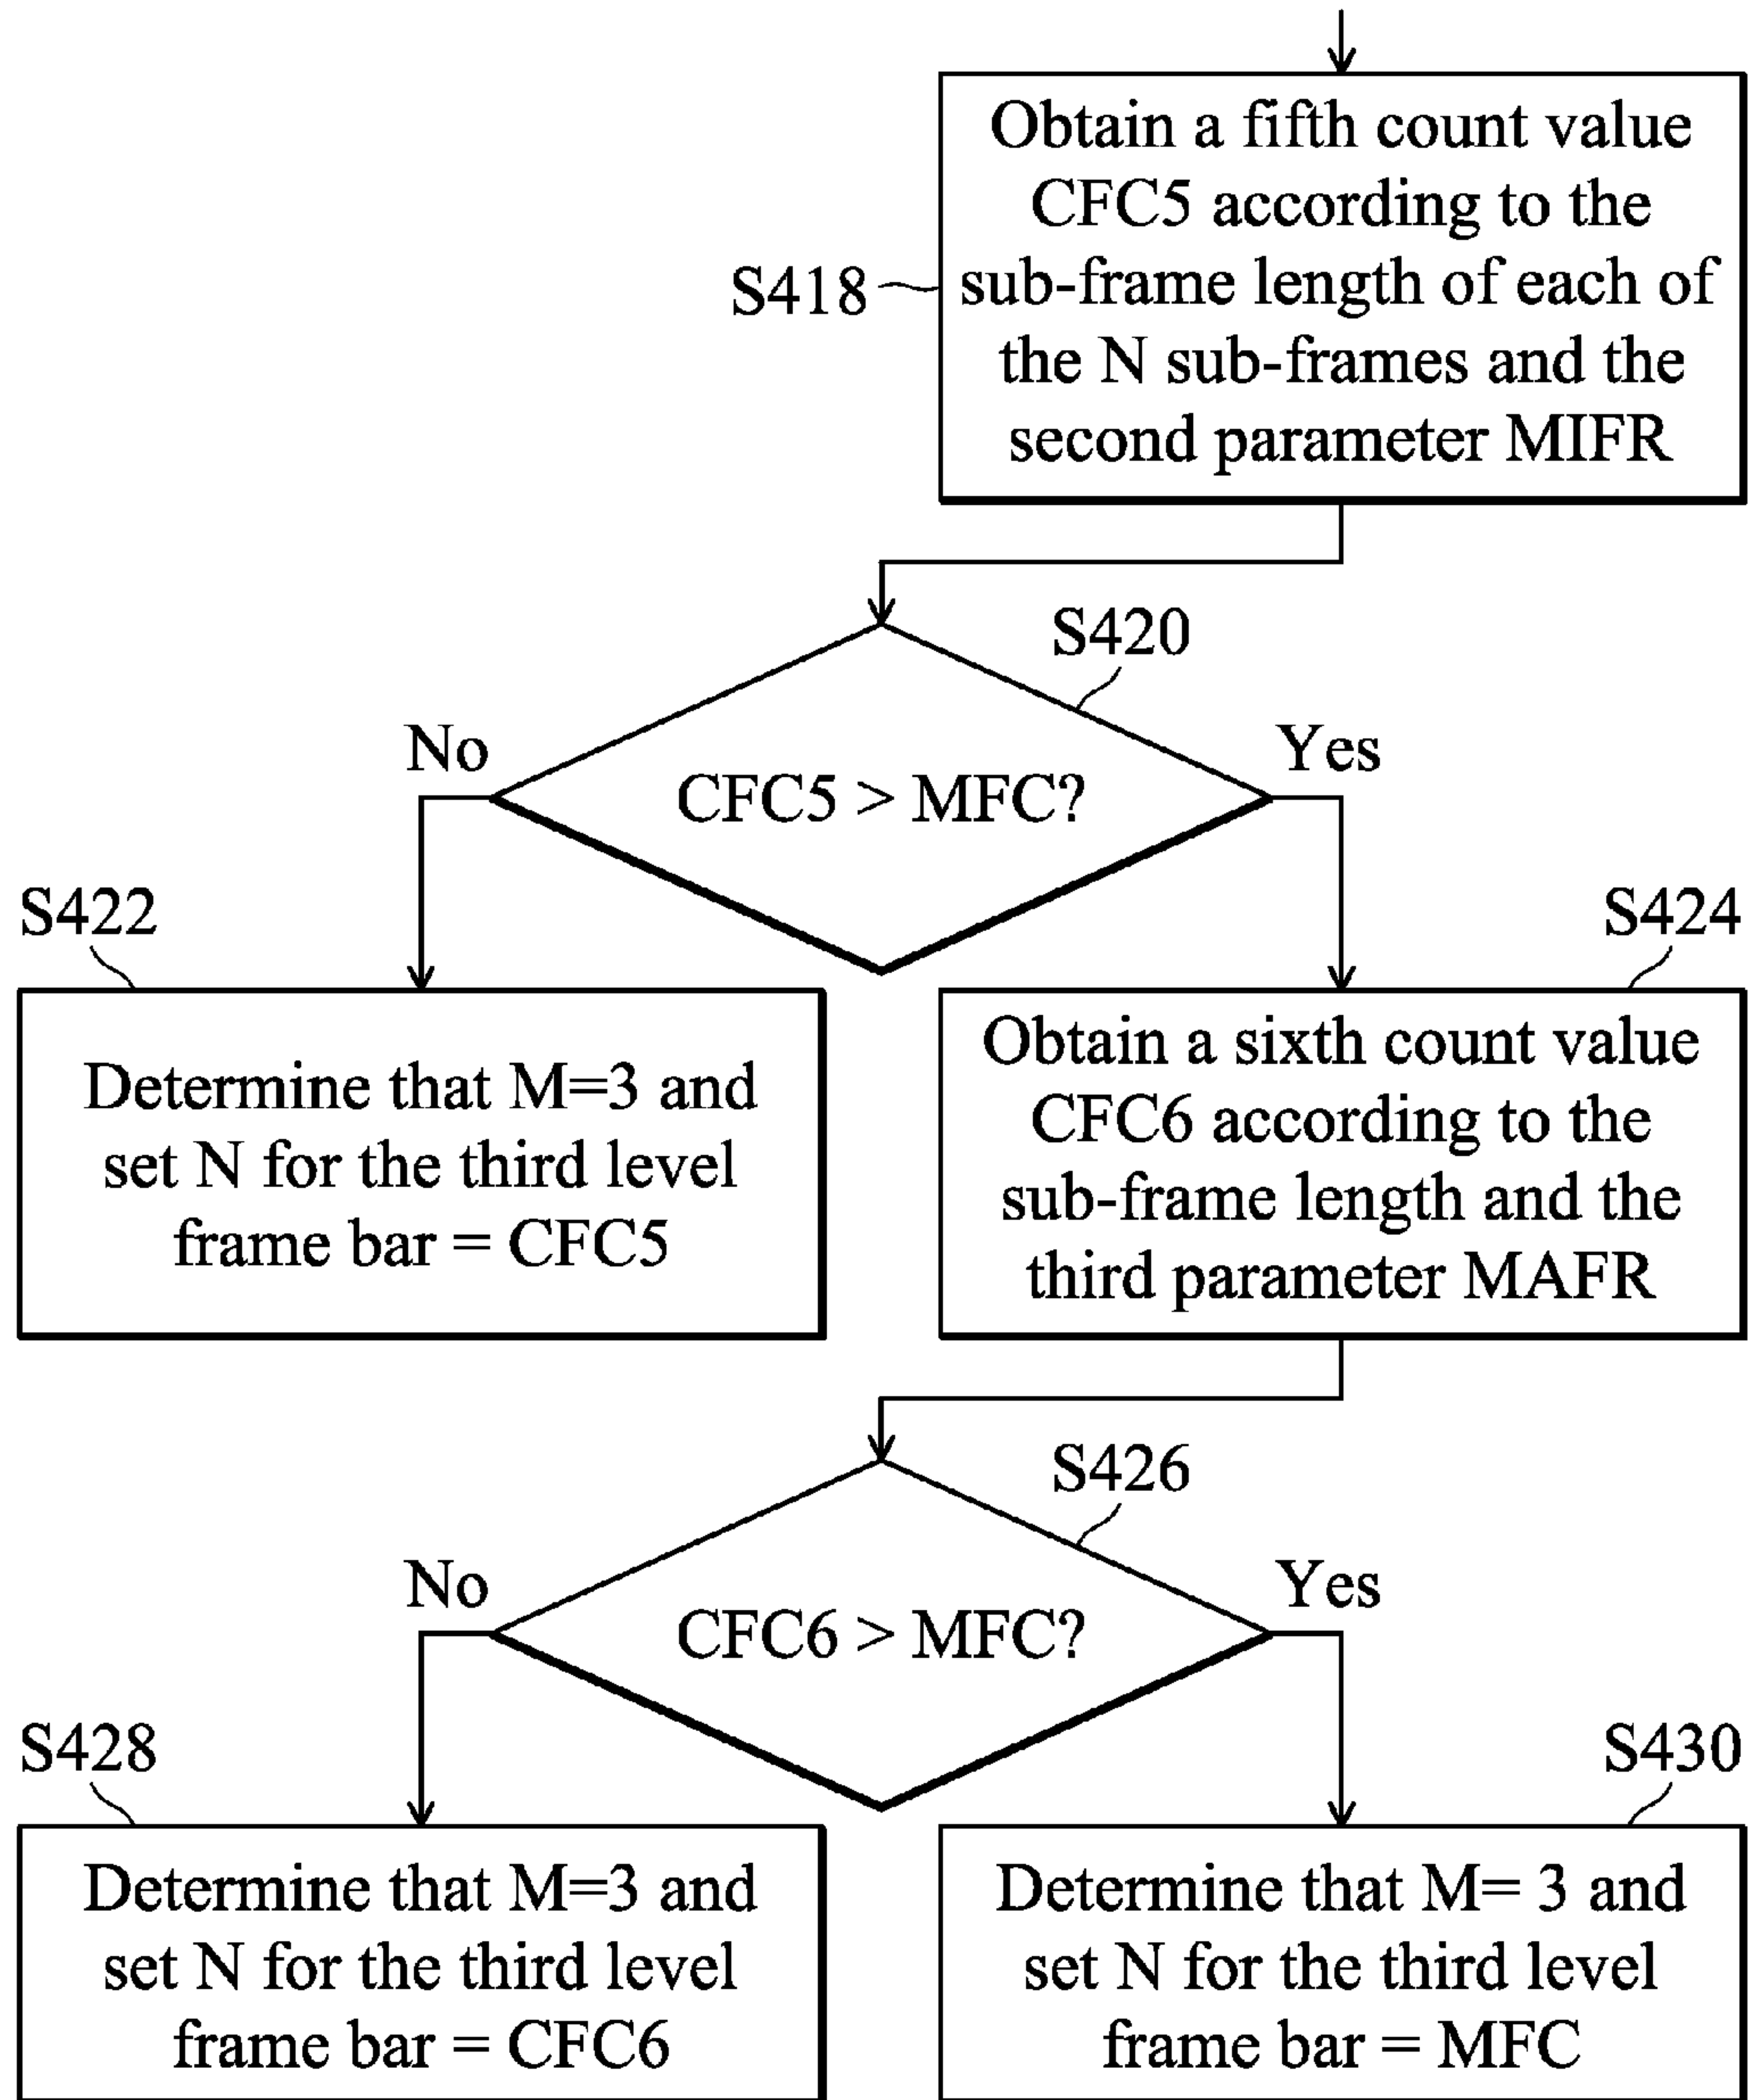 Obtain a fifth count value
CFC5 according to the
S418
sub-frame length of each of
the N sub-frames and the
second parameter MIFR
S420
No
Yes
CFC5 > MFC?
S422
S424
Determine that M=3 and
set N for the third level
frame bar = CFC5
Obtain a sixth count value
CFC6 according to the
sub-frame length and the
third parameter MAFR
S426
No
Yes
CFC6 > MFC?
S428
S430
Determine that M=3 and
set N for the third level
frame bar = CFC6
Determine that M= 3 and
set N for the third level
frame bar = MFC